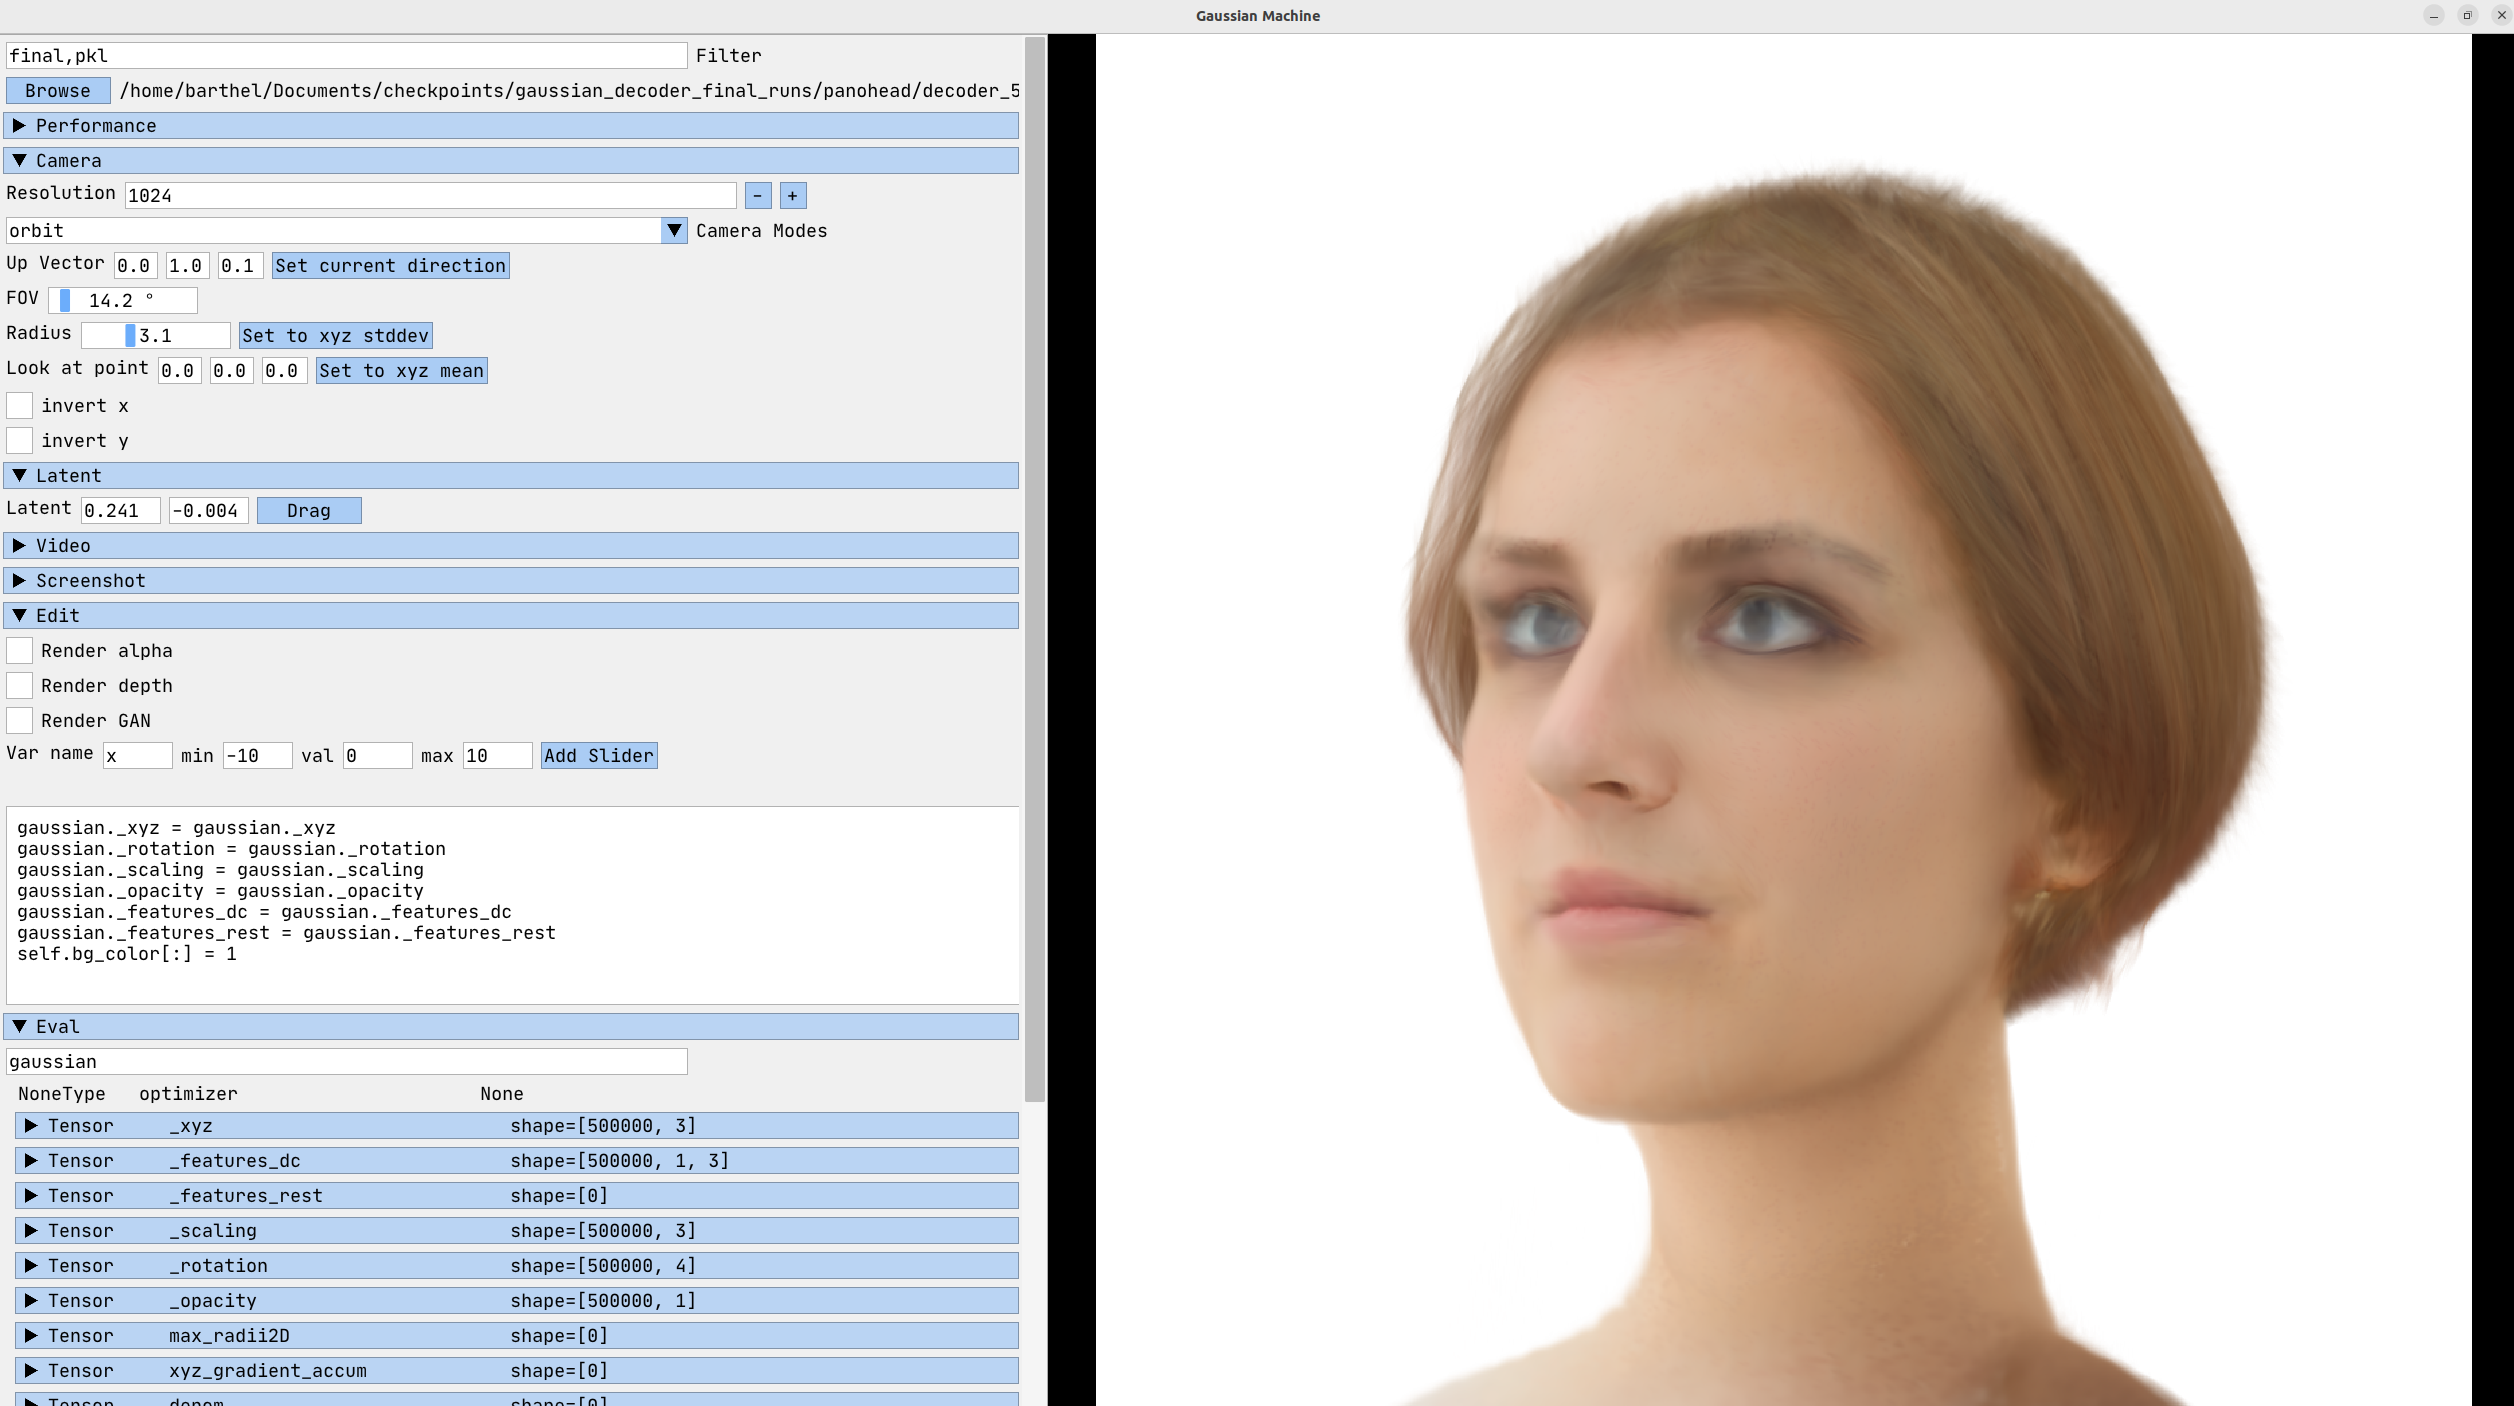 Gaussian Machine
final,pkl Filter
Browse /home/barthel/Documents/checkpoints/gaussian_decoder_final_runs/panohead/decoder_5
Performance
Camera
Resolution 1024 - +
orbit Camera Modes
Up Vector 0.0 1.0 0.1 Set current direction
FOV 14.2 °
Radius 3.1 Set to xyz stddev
Look at point 0.0 0.0 0.0 Set to xyz mean
invert x
invert y
Latent
Latent 0.241 -0.004 Drag
Video
Screenshot
Edit
Render alpha
Render depth
Render GAN
Var name x min -10 val 0 max 10 Add Slider
gaussian._xyz = gaussian._xyz
gaussian._rotation = gaussian._rotation
gaussian._scaling = gaussian._scaling
gaussian._opacity = gaussian._opacity
gaussian._features_dc = gaussian._features_dc
gaussian._features_rest = gaussian._features_rest
self.bg_color[:] = 1
Eval
gaussian
NoneType optimizer None
Tensor _xyz shape=[500000, 3]
Tensor _features_dc shape=[500000, 1, 3]
Tensor _features_rest shape=[0]
Tensor _scaling shape=[500000, 3]
Tensor _rotation shape=[500000, 4]
Tensor _opacity shape=[500000, 1]
Tensor max_radii2D shape=[0]
Tensor xyz_gradient_accum shape=[0]
Tensor denom shape=[0]